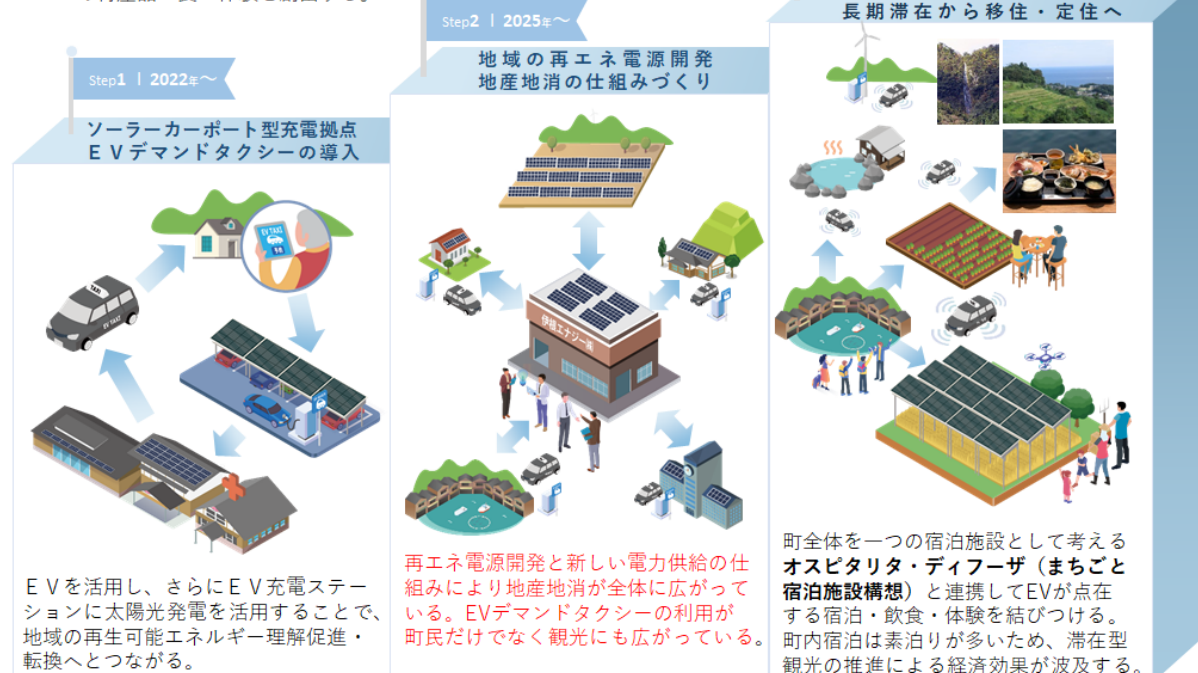 Step1 | 2022年～
ソーラーカーポート型充電拠点
ＥＶデマンドタクシーの導入
EV TAXI
TAXI
EV TAXI
ＥＶを活用し、さらにＥＶ充電ステー
ションに太陽光発電を活用することで、
地域の再生可能エネルギー理解促進・
転換へとつながる。
Step2 | 2025年～
地域の再エネ電源開発
地産地消の仕組みづくり
伊根エナジー㈱
再エネ電源開発と新しい電力供給の仕
組みにより地産地消が全体に広がって
いる。EVデマンドタクシーの利用が
町民だけでなく観光にも広がっている。
長期滞在から移住・定住へ
町全体を一つの宿泊施設として考える
オスピタリタ・ディフーザ（まちごと
宿泊施設構想）と連携してEVが点在
する宿泊・飲食・体験を結びつける。
町内宿泊は素泊りが多いため、滞在型
観光の推進による経済効果が波及する。